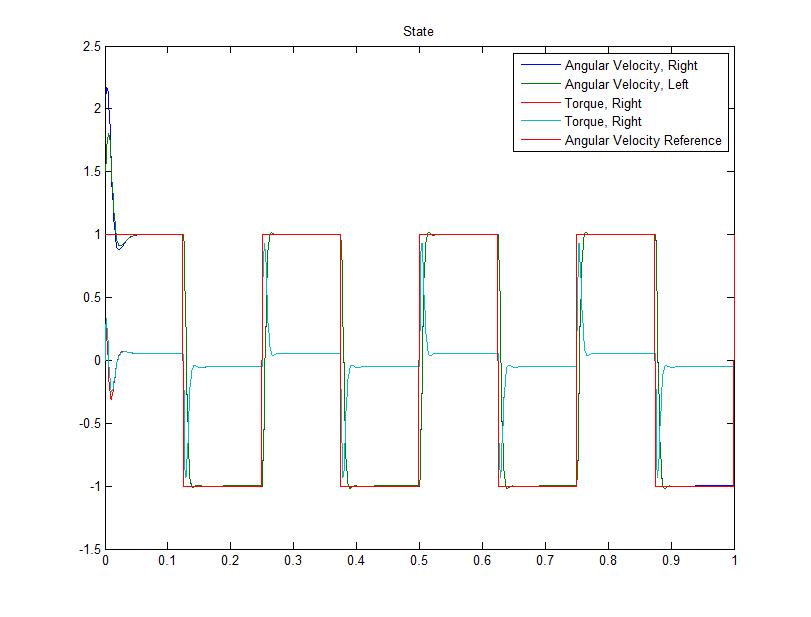 State
2.5
Angular Velocity, Right
Angular Velocity, Left
Torque, Right
Torque, Right
Angular Velocity Reference
2
1.5
1
0.5
0
-0.5
-1
-1.5
0 0.1 0.2 0.3 0.4 0.5 0.6 0.7 0.8 0.9 1